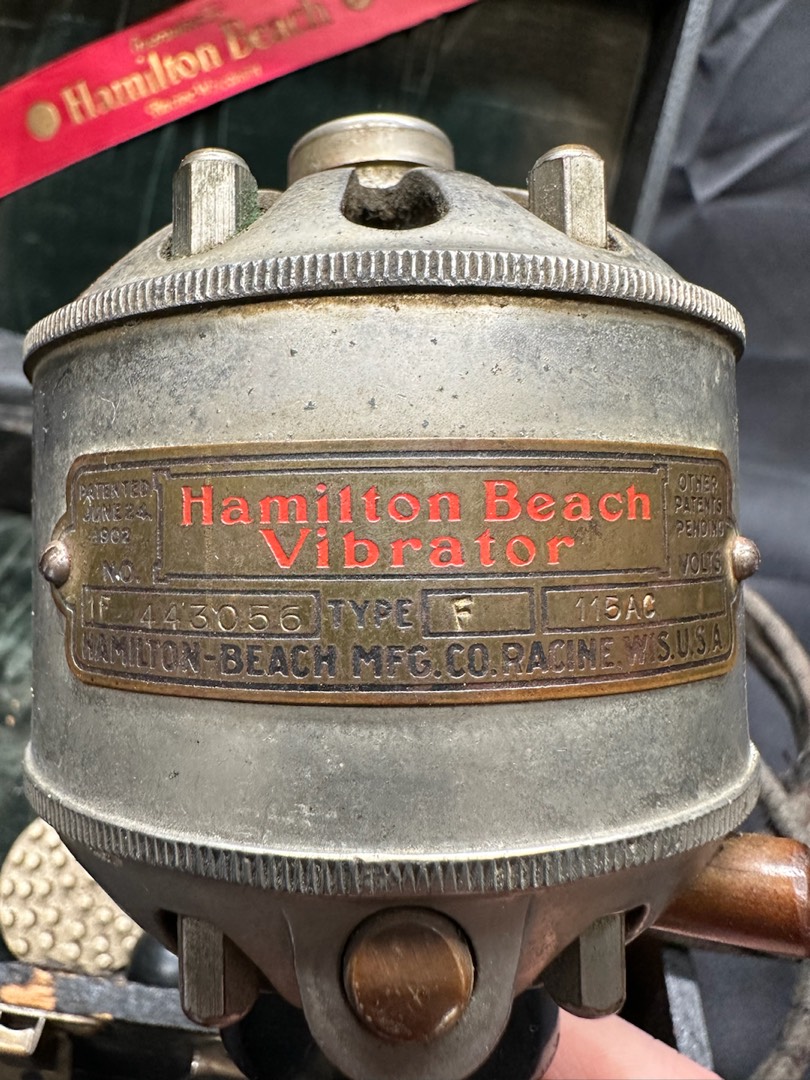 Hamilton Beach
PATENTED
JUNE 24.
1902
NO.
Hamilton Beach
Vibrator
OTHER
PATENTS
PENDING
VOLTS
1F 443056 TYPE F 115AC
HAMILTON-BEACH MFG.CO. RACINE. WIS.U.S.A